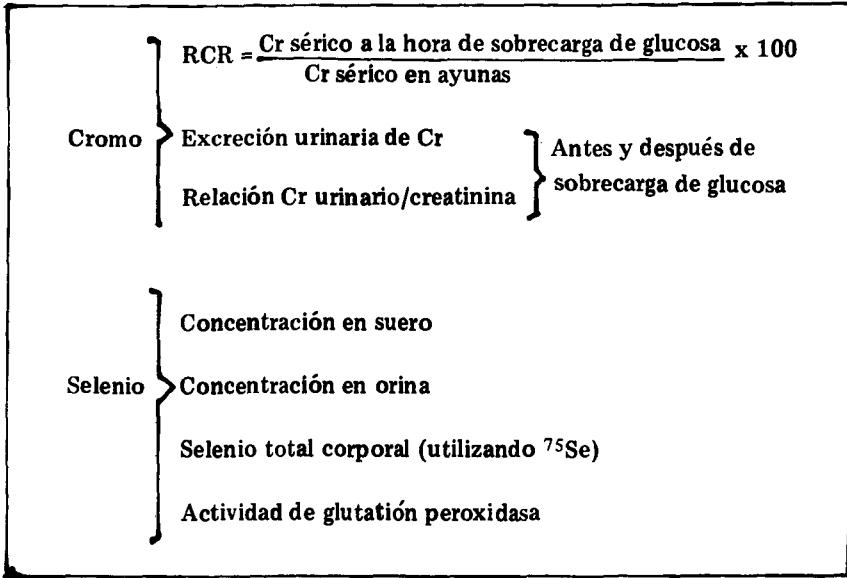 RCR = Cr sérico a la hora de sobrecarga de glucosa x 100
Cr sérico en ayunas
Cromo
Excreción urinaria de Cr
Relación Cr urinario/creatinina
Antes y después de
sobrecarga de glucosa
Concentración en suero
Selenio
Concentración en orina
Selenio total corporal (utilizando ⁷⁵Se)
Actividad de glutatión peroxidasa